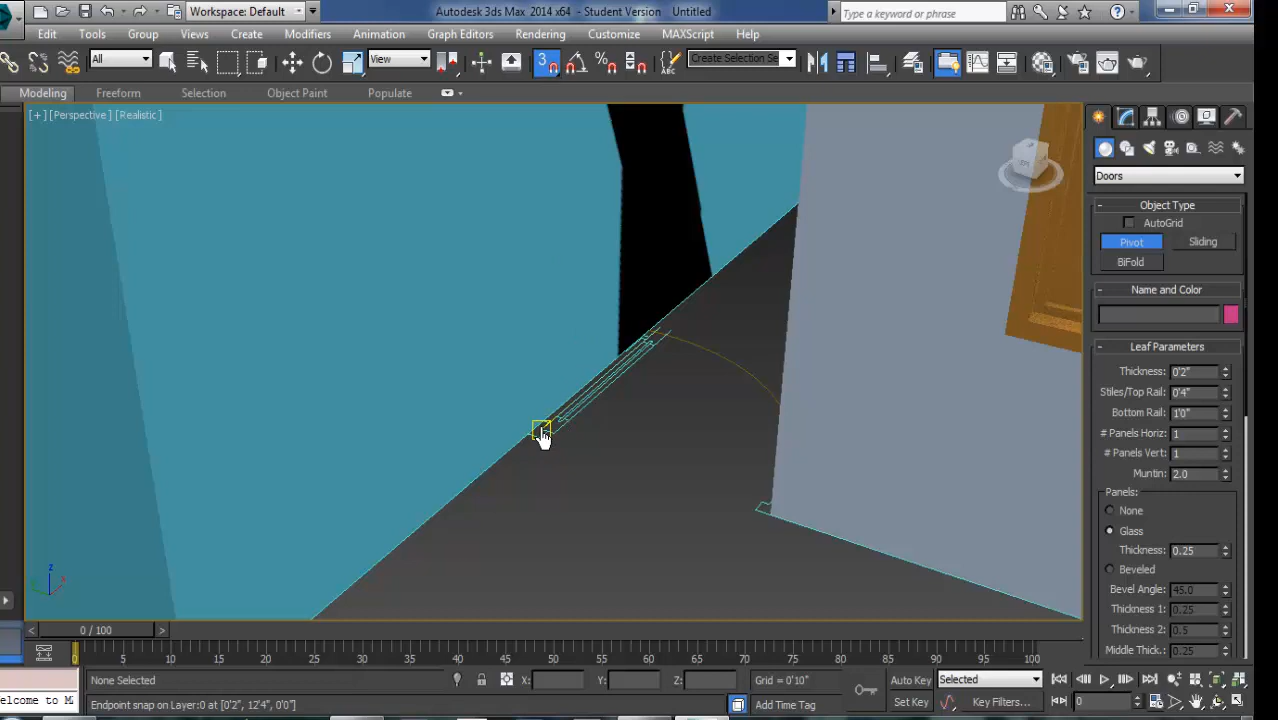 Workspace: Default
Autodesk 3ds Max 2014 x64 - Student Version
Untitled
Type a keyword or phrase
Edit Tools Group Views Create Modifiers Animation Graph Editors Rendering Customize MAXScript Help
All
View
3
Create Selection Se
ABC
Modeling Freeform Selection Object Paint Populate
[+] [Perspective] [Realistic]
Doors
Object Type
AutoGrid
Pivot Sliding
BiFold
Name and Color
Leaf Parameters
Thickness: 0'2"
Stiles/Top Rail: 0'4"
Bottom Rail: 1'0"
# Panels Horiz: 1
# Panels Vert: 1
Muntin: 2.0
Panels:
None
Glass
Thickness: 0.25
Beveled
Bevel Angle: 45.0
Thickness 1: 0.25
Thickness 2: 0.5
Middle Thick.: 0.25
z
x
0 / 100
0 5 10 15 20 25 30 35 40 45 50 55 60 65 70 75 80 85 90 95 100
None Selected
X: Y: Z:
Grid = 0'10"
Auto Key
Selected
elcome to M
Endpoint snap on Layer:0 at [0'2", 12'4", 0'0"]
Add Time Tag
Set Key
Key Filters...
0